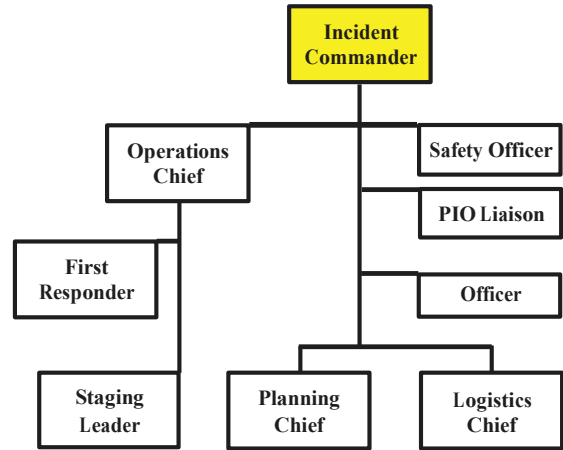 Incident
Commander
Operations
Chief
Safety Officer
PIO Liaison
First
Responder
Officer
Staging
Leader
Planning
Chief
Logistics
Chief